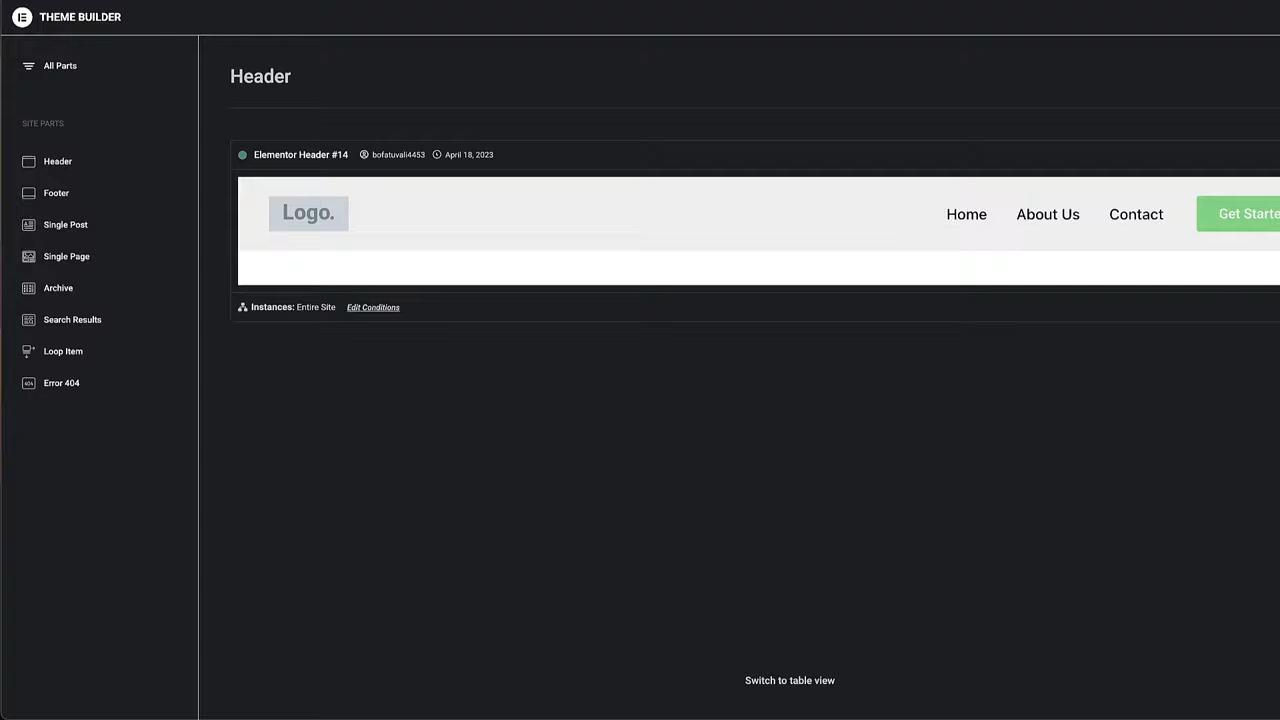 THEME BUILDER
All Parts
SITE PARTS
Header
Footer
Single Post
Single Page
Archive
Search Results
Loop Item
Error 404
Header
Elementor Header #14 bofatuvali4453 April 18, 2023
Logo. Home About Us Contact Get Starte
Instances: Entire Site Edit Conditions
Switch to table view